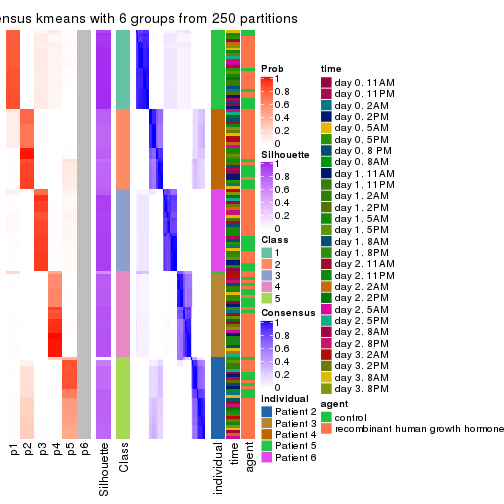 ensus kmeans with 6 groups from 250 partitions
Prob
1
0.8
0.6
0.4
0.2
0
Silhouette
1
0.8
0.6
0.4
0.2
0
Class
1
2
3
4
5
Consensus
1
0.8
0.6
0.4
0.2
0
individual
Patient 2
Patient 3
Patient 4
Patient 5
Patient 6
time
day 0. 11AM
day 0. 11PM
day 0. 2AM
day 0. 2PM
day 0. 5AM
day 0. 5PM
day 0. 8 PM
day 0. 8AM
day 1. 11AM
day 1. 11PM
day 1. 2AM
day 1. 2PM
day 1. 5AM
day 1. 5PM
day 1. 8AM
day 1. 8PM
day 2. 11AM
day 2. 11PM
day 2. 2AM
day 2. 2PM
day 2. 5AM
day 2. 5PM
day 2. 8AM
day 2. 8PM
day 3. 2AM
day 3. 2PM
day 3. 8AM
day 3. 8PM
agent
control
recombinant human growth hormone
p1
p2
p3
p4
p5
p6
Silhouette
Class
individual
time
agent